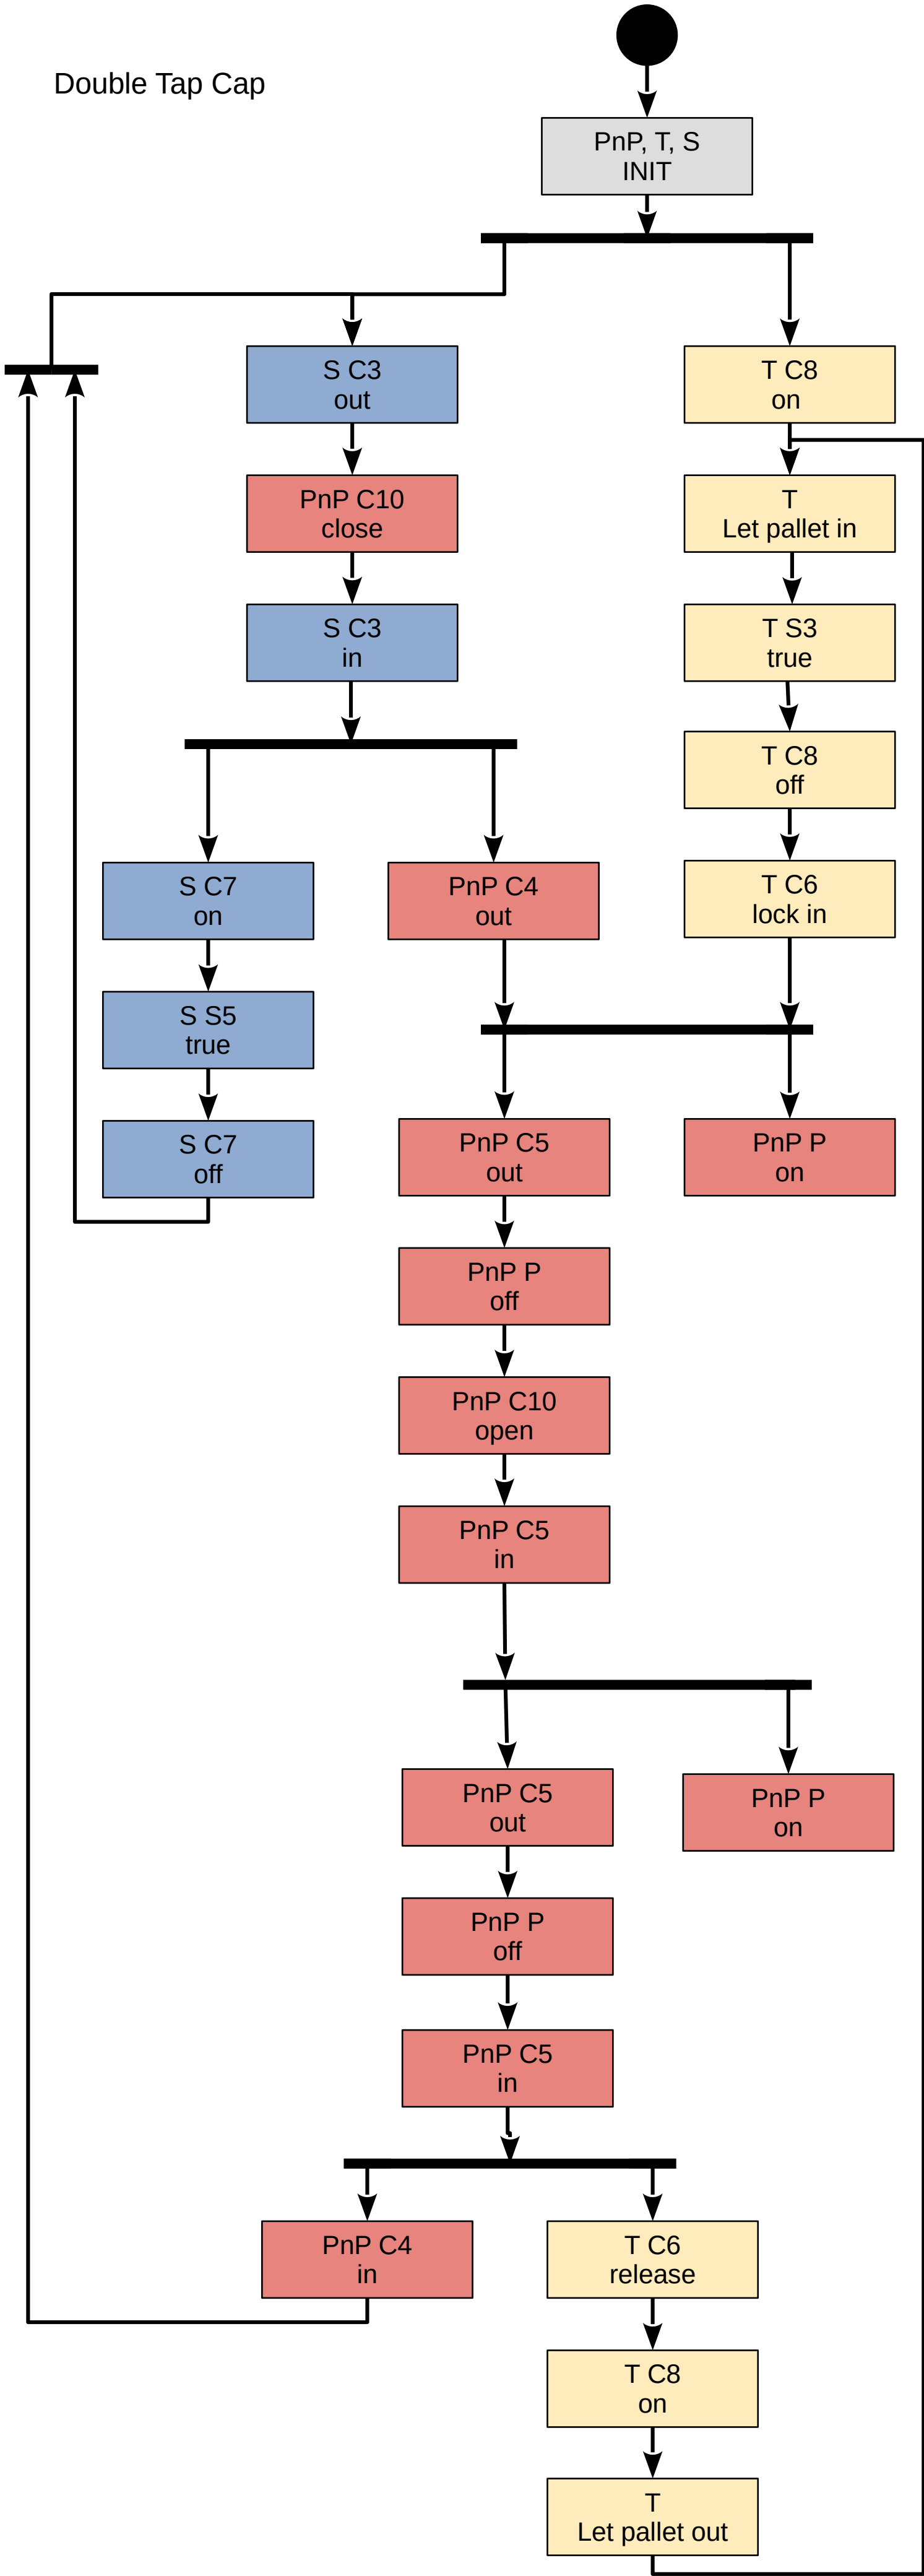 Double Tap Cap
PnP, T, S
INIT
S C3
out
T C8
on
PnP C10
close
T
Let pallet in
S C3
in
T S3
true
T C8
off
S C7
on
PnP C4
out
T C6
lock in
S S5
true
S C7
off
PnP C5
out
PnP P
on
PnP P
off
PnP C10
open
PnP C5
in
PnP C5
out
PnP P
on
PnP P
off
PnP C5
in
PnP C4
in
T C6
release
T C8
on
T
Let pallet out